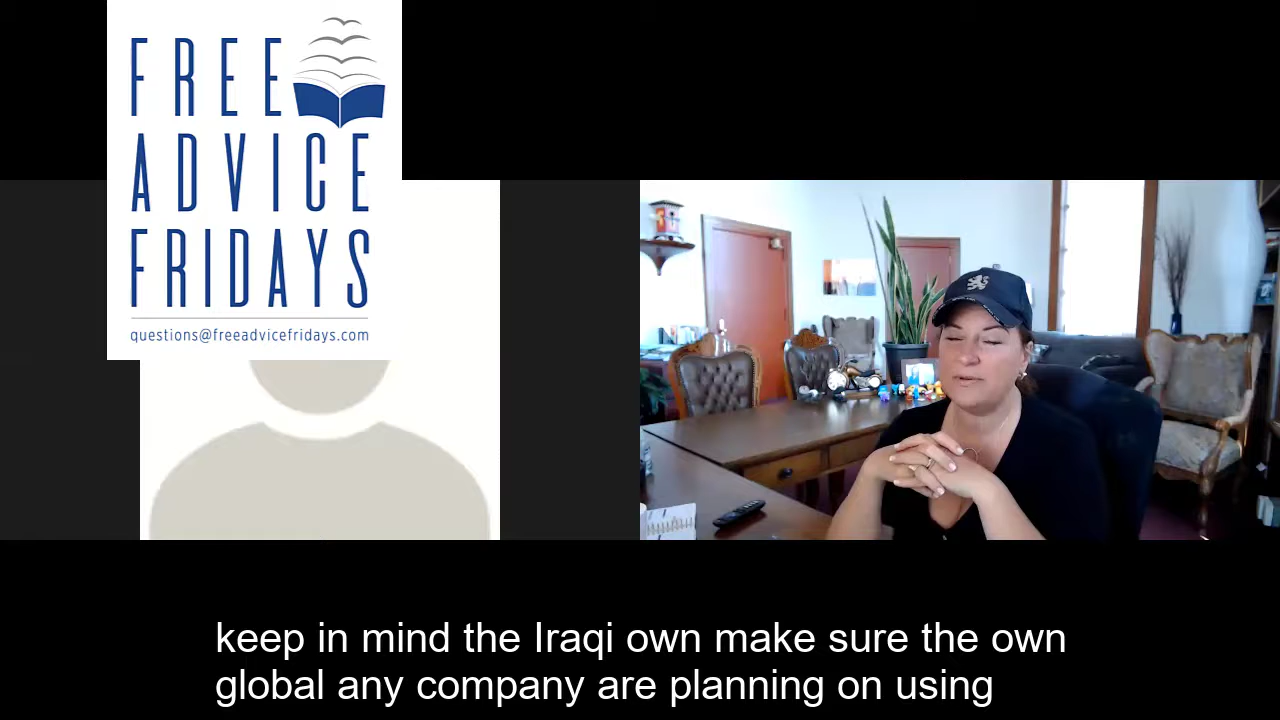 FREE
ADVICE
FRIDAYS
questions@freeadvicefridays.com
keep in mind the Iraqi own make sure the own
global any company are planning on using